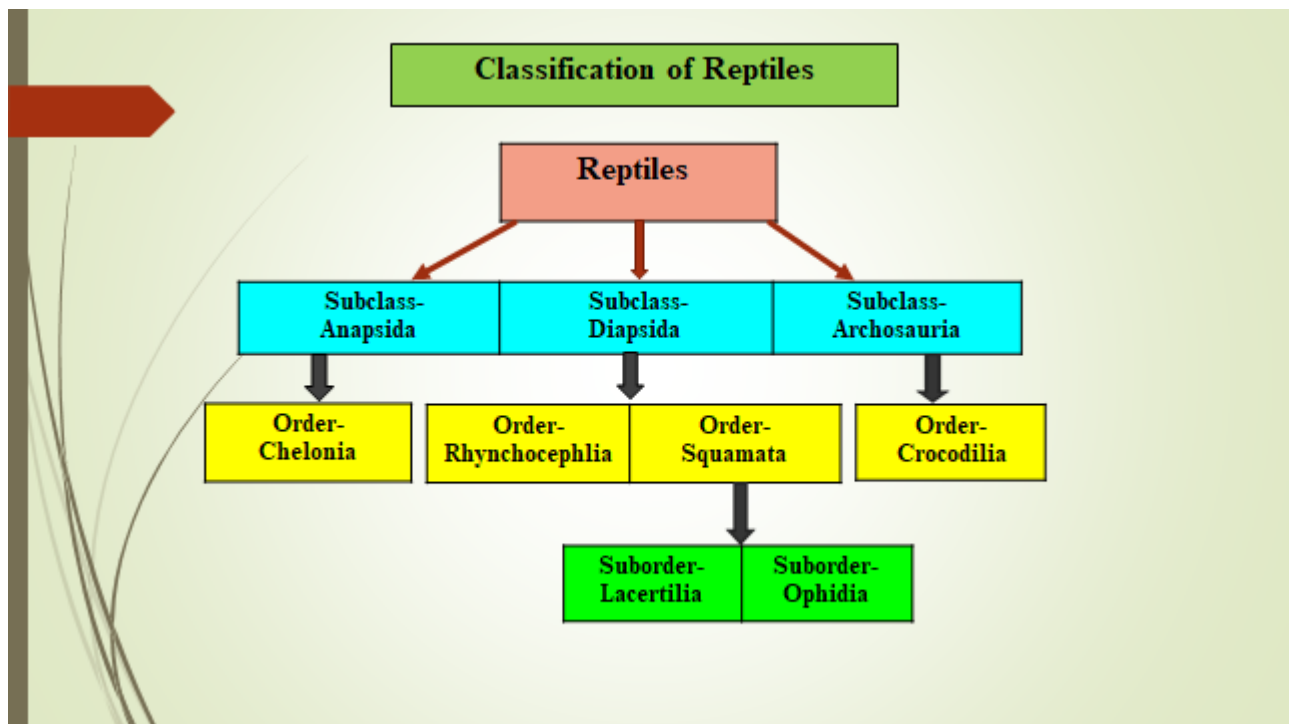 Classification of Reptiles
Reptiles
Subclass-
Anapsida
Subclass-
Diapsida
Subclass-
Archosauria
Order-
Chelonia
Order-
Rhynchocephlia
Order-
Squamata
Order-
Crocodilia
Suborder-
Lacertilia
Suborder-
Ophidia